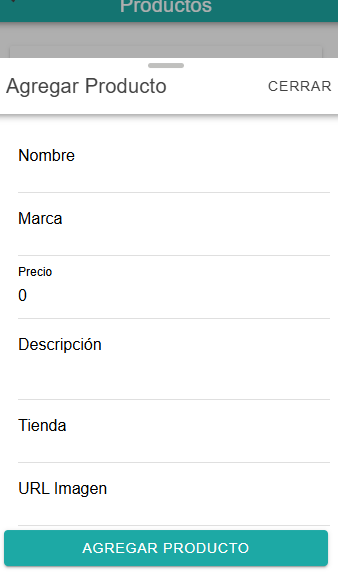 Productos
Agregar Producto
CERRAR
Nombre
Marca
Precio
0
Descripción
Tienda
URL Imagen
AGREGAR PRODUCTO